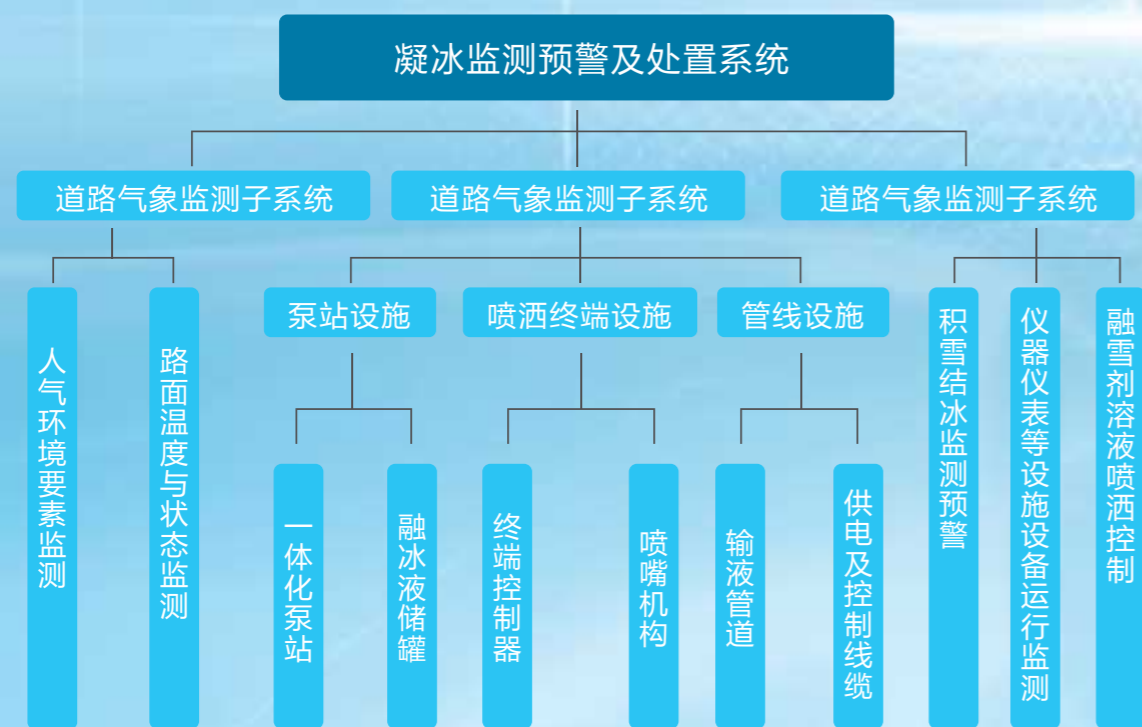 凝冰监测预警及处置系统
道路气象监测子系统
道路气象监测子系统
道路气象监测子系统
泵站设施
喷洒终端设施
管线设施
人气环境要素监测
路面温度与状态监测
一体化泵站
融冰液储罐
终端控制器
喷嘴机构
输液管道
供电及控制线缆
积雪结冰监测预警
仪器仪表等设施设备运行监测
融雪剂溶液喷洒控制